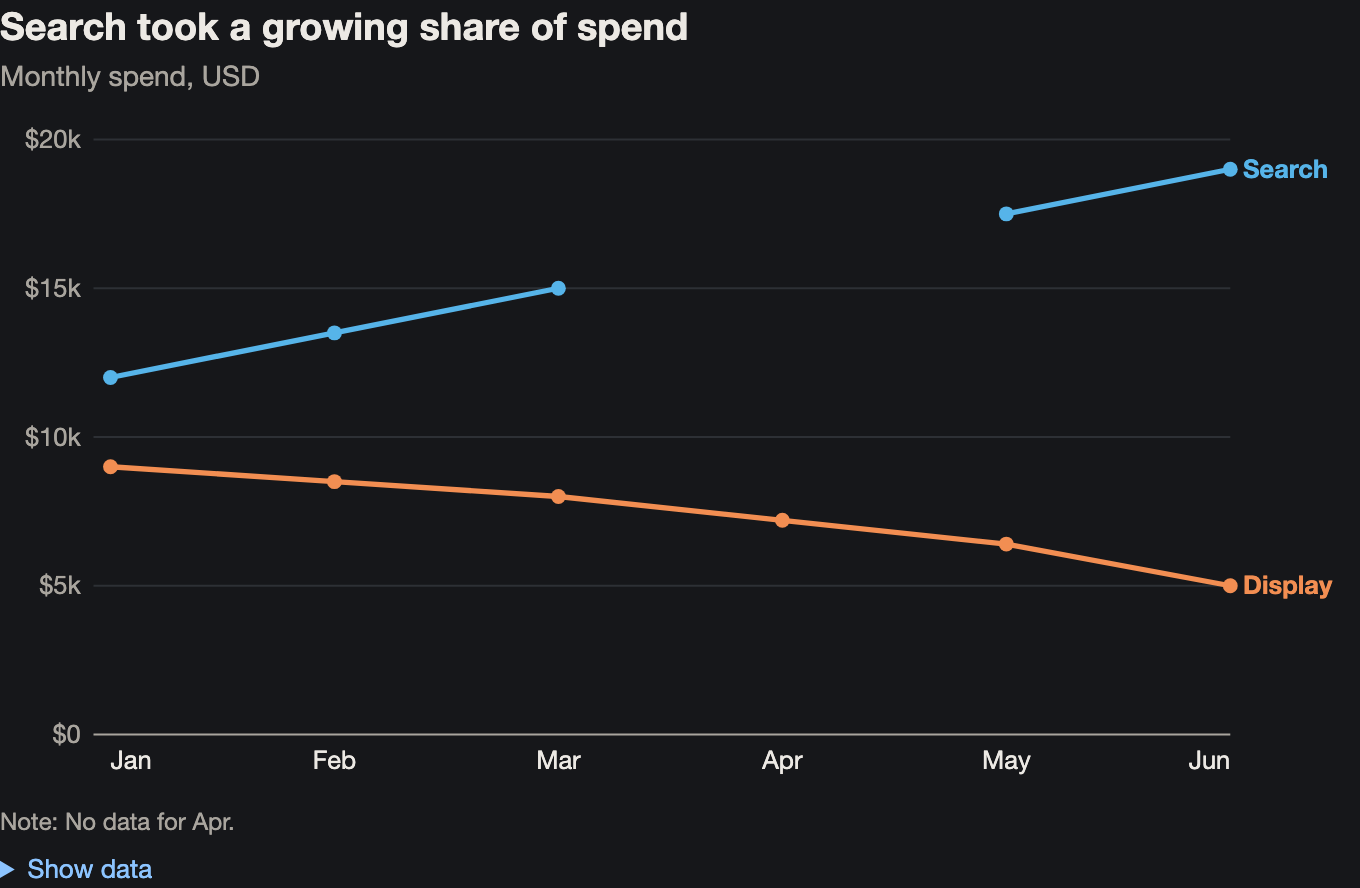 Search took a growing share of spend
Monthly spend, USD
$20k
Search
$15k
$10k
$5k
Display
$0
Jan Feb Mar Apr May Jun
Note: No data for Apr.
Show data